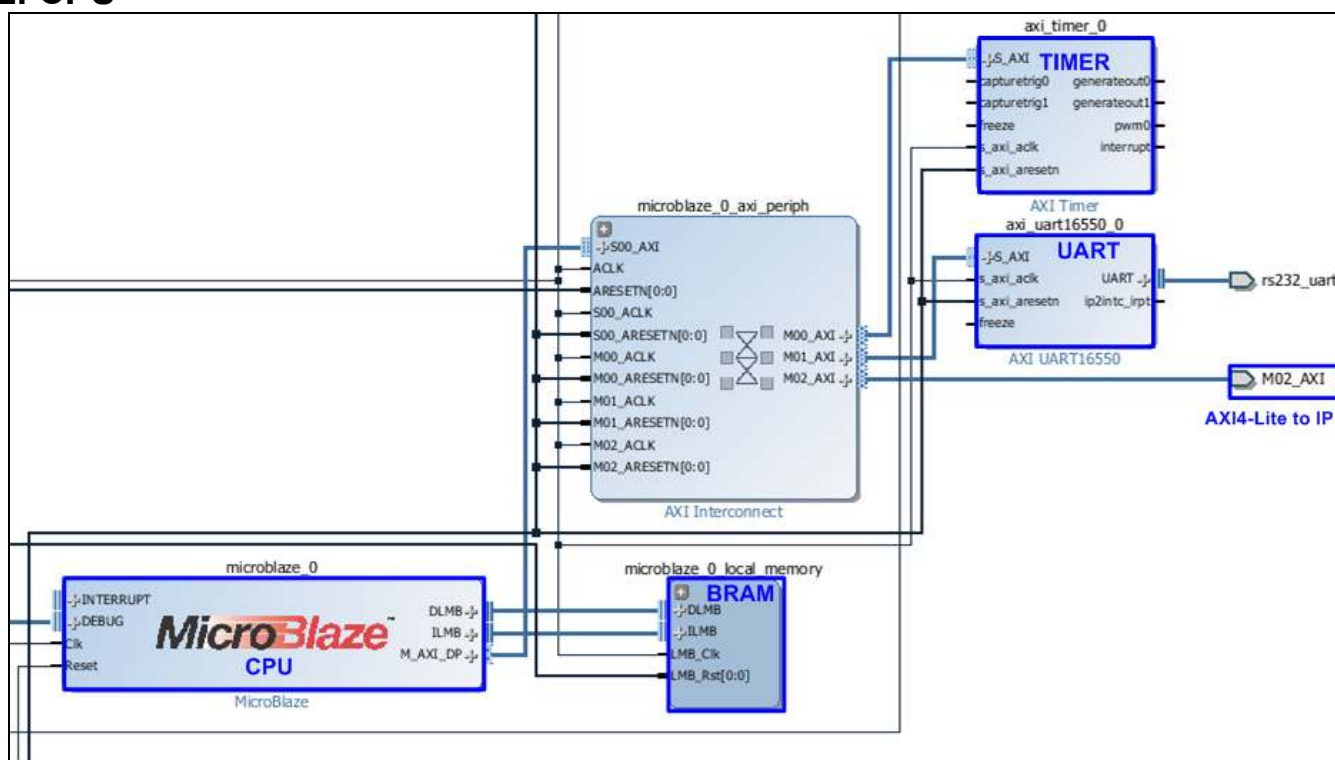 axi_timer_0
S_AXI TIMER
capturetrig0 generateout0
capturetrig1 generateout1
freeze pwm0
s_axi_aclk interrupt
s_axi_aresetn
AXI Timer
microblaze_0_axi_periph
S00_AXI
ACLK
ARESETN[0:0]
S00_ACLK
S00_ARESETN[0:0] M00_AXI
M00_ACLK M01_AXI
M00_ARESETN[0:0] M02_AXI
M01_ACLK
M01_ARESETN[0:0]
M02_ACLK
M02_ARESETN[0:0]
AXI Interconnect
axi_uart16550_0
S_AXI UART
s_axi_aclk UART
s_axi_aresetn ip2intc_irpt
freeze
AXI UART16550
rs232_uart
M02_AXI
AXI4-Lite to IP
microblaze_0
INTERRUPT
DEBUG
Clk
Reset
MicroBlaze™
CPU
DLMB
ILMB
M_AXI_DP
MicroBlaze
microblaze_0_local_memory
BRAM
DLMB
ILMB
LMB_Clk
LMB_Rst[0:0]